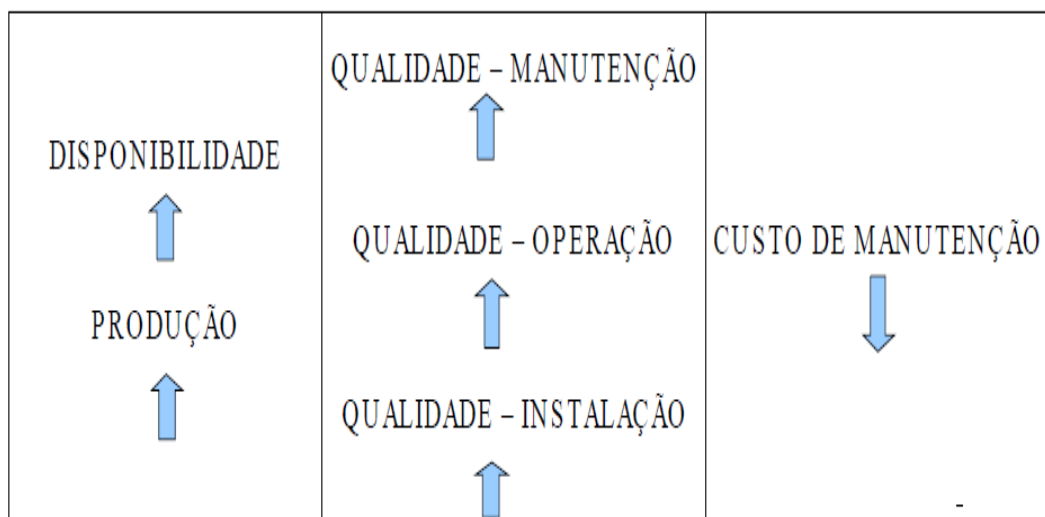 DISPONIBILIDADE
PRODUÇÃO
QUALIDADE – MANUTENÇÃO
QUALIDADE – OPERAÇÃO
QUALIDADE – INSTALAÇÃO
CUSTO DE MANUTENÇÃO
-